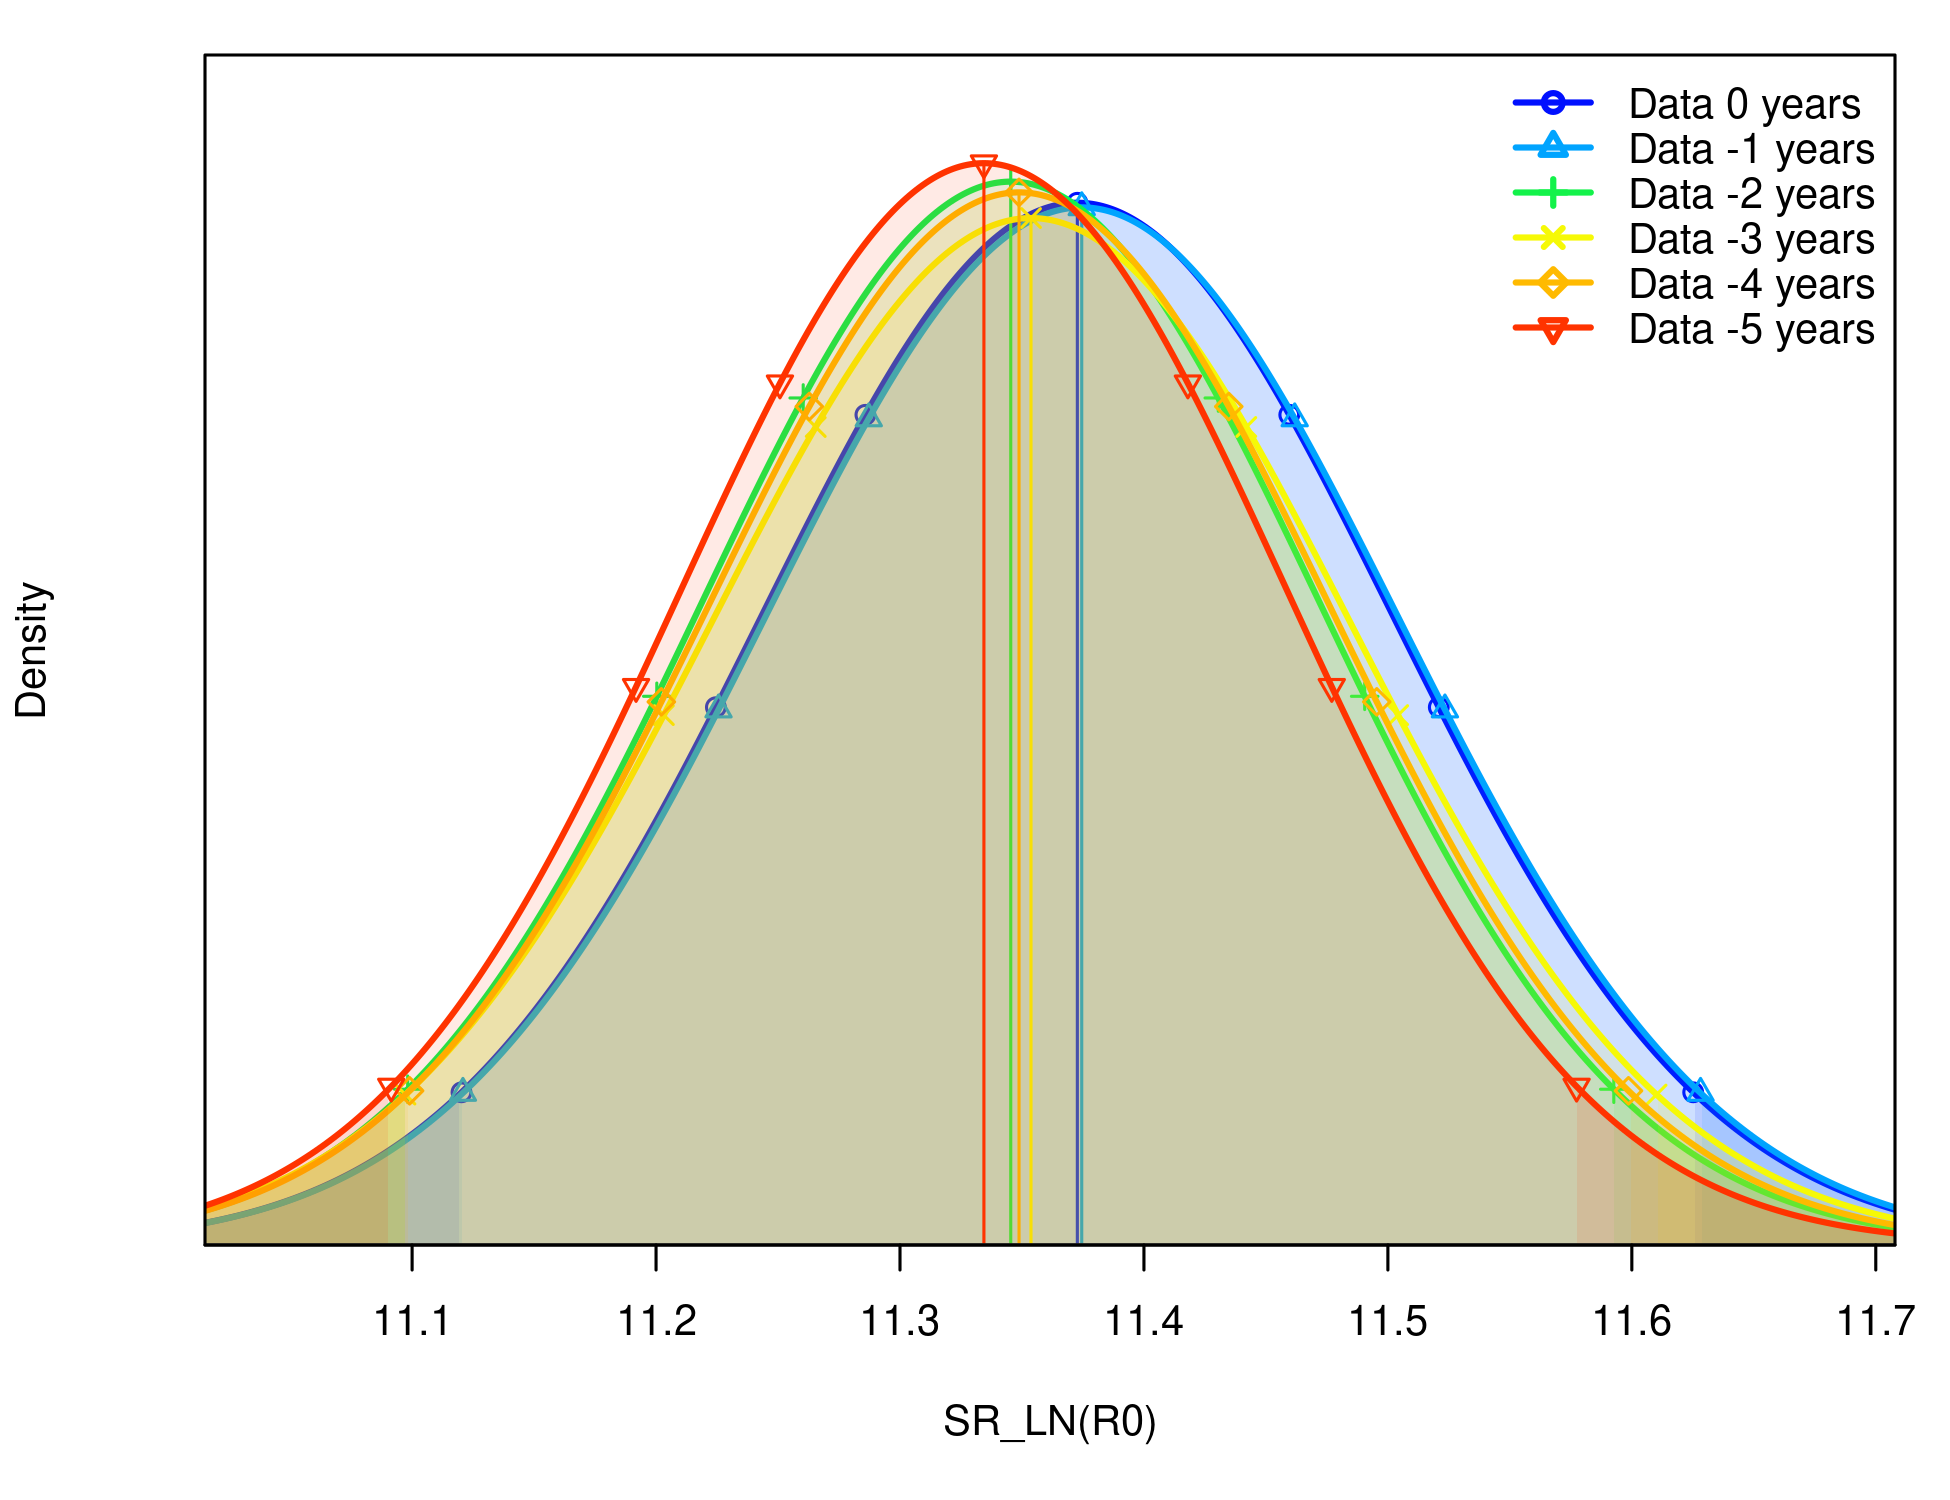 Data 0 years
Data -1 years
Data -2 years
Data -3 years
Data -4 years
Data -5 years
Density
11.1 11.2 11.3 11.4 11.5 11.6 11.7
SR_LN(R0)